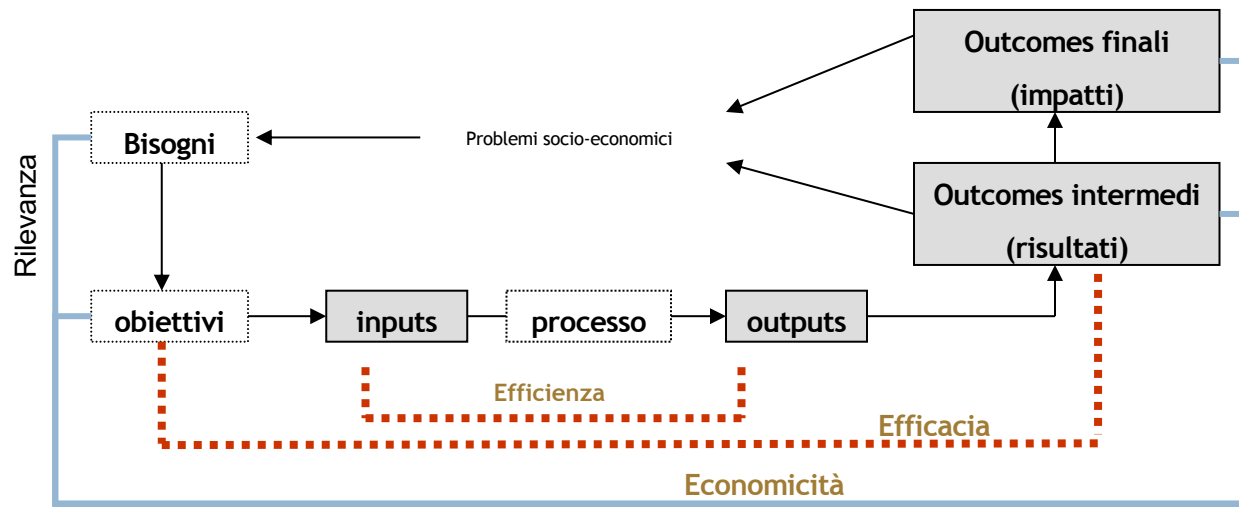 Outcomes finali
(impatti)
Bisogni
Problemi socio-economici
Outcomes intermedi
(risultati)
Rilevanza
obiettivi
inputs
processo
outputs
Efficienza
Efficacia
Economicità